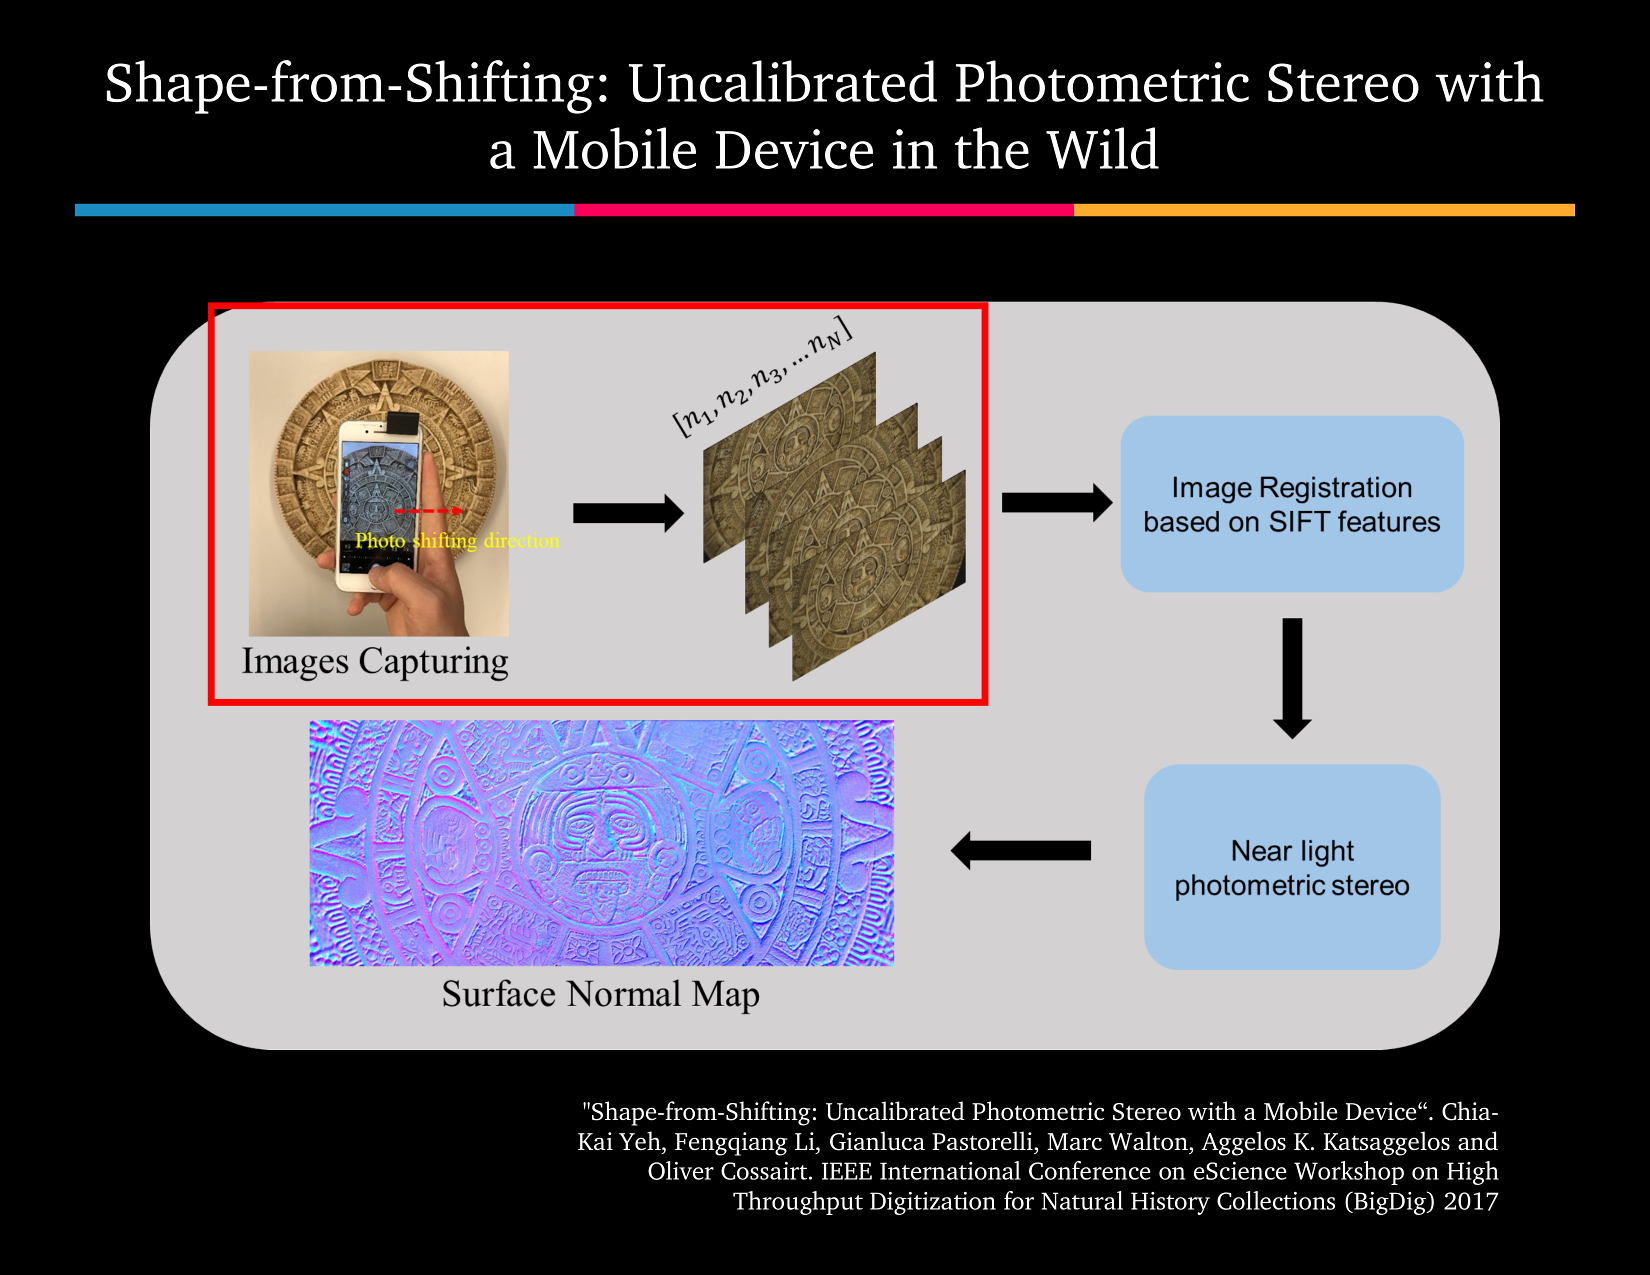 Shape-from-Shifting: Uncalibrated Photometric Stereo with
a Mobile Device in the Wild
[n₁,n₂,n₃,...n_N]
Photo shifting direction
Images Capturing
Image Registration
based on SIFT features
Near light
photometric stereo
Surface Normal Map
"Shape-from-Shifting: Uncalibrated Photometric Stereo with a Mobile Device“. Chia-
Kai Yeh, Fengqiang Li, Gianluca Pastorelli, Marc Walton, Aggelos K. Katsaggelos and
Oliver Cossairt. IEEE International Conference on eScience Workshop on High
Throughput Digitization for Natural History Collections (BigDig) 2017